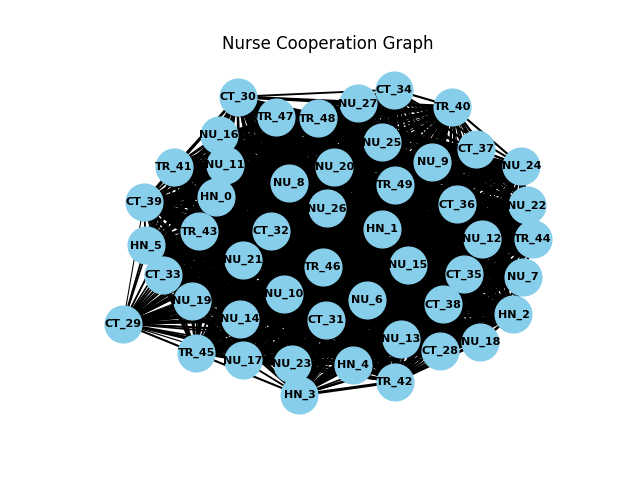 Nurse Cooperation Graph
CT_34
CT_30
NU_27
TR_40
TR_47
TR_48
NU_16
NU_25
CT_37
NU_9
TR_41
NU_11
NU_20
NU_24
NU_8
TR_49
HN_0
CT_39
NU_26
CT_36
NU_22
TR_43
CT_32
HN_1
NU_12
TR_44
HN_5
NU_21
TR_46
NU_15
CT_33
CT_35
NU_7
NU_19
NU_10
NU_6
CT_38
HN_2
CT_29
NU_14
CT_31
NU_13
NU_18
TR_45
CT_28
NU_17
NU_23
HN_4
TR_42
HN_3